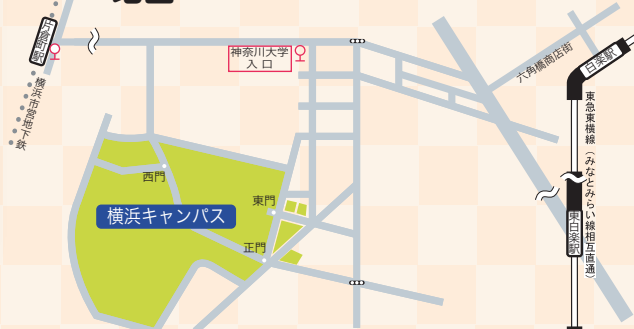 片倉町駅
横浜市営地下鉄
神奈川大学
入口
六角橋商店街
白楽駅
東急東横線(みなとみらい線相互直通)
東白楽駅
西門
東門
横浜キャンパス
正門